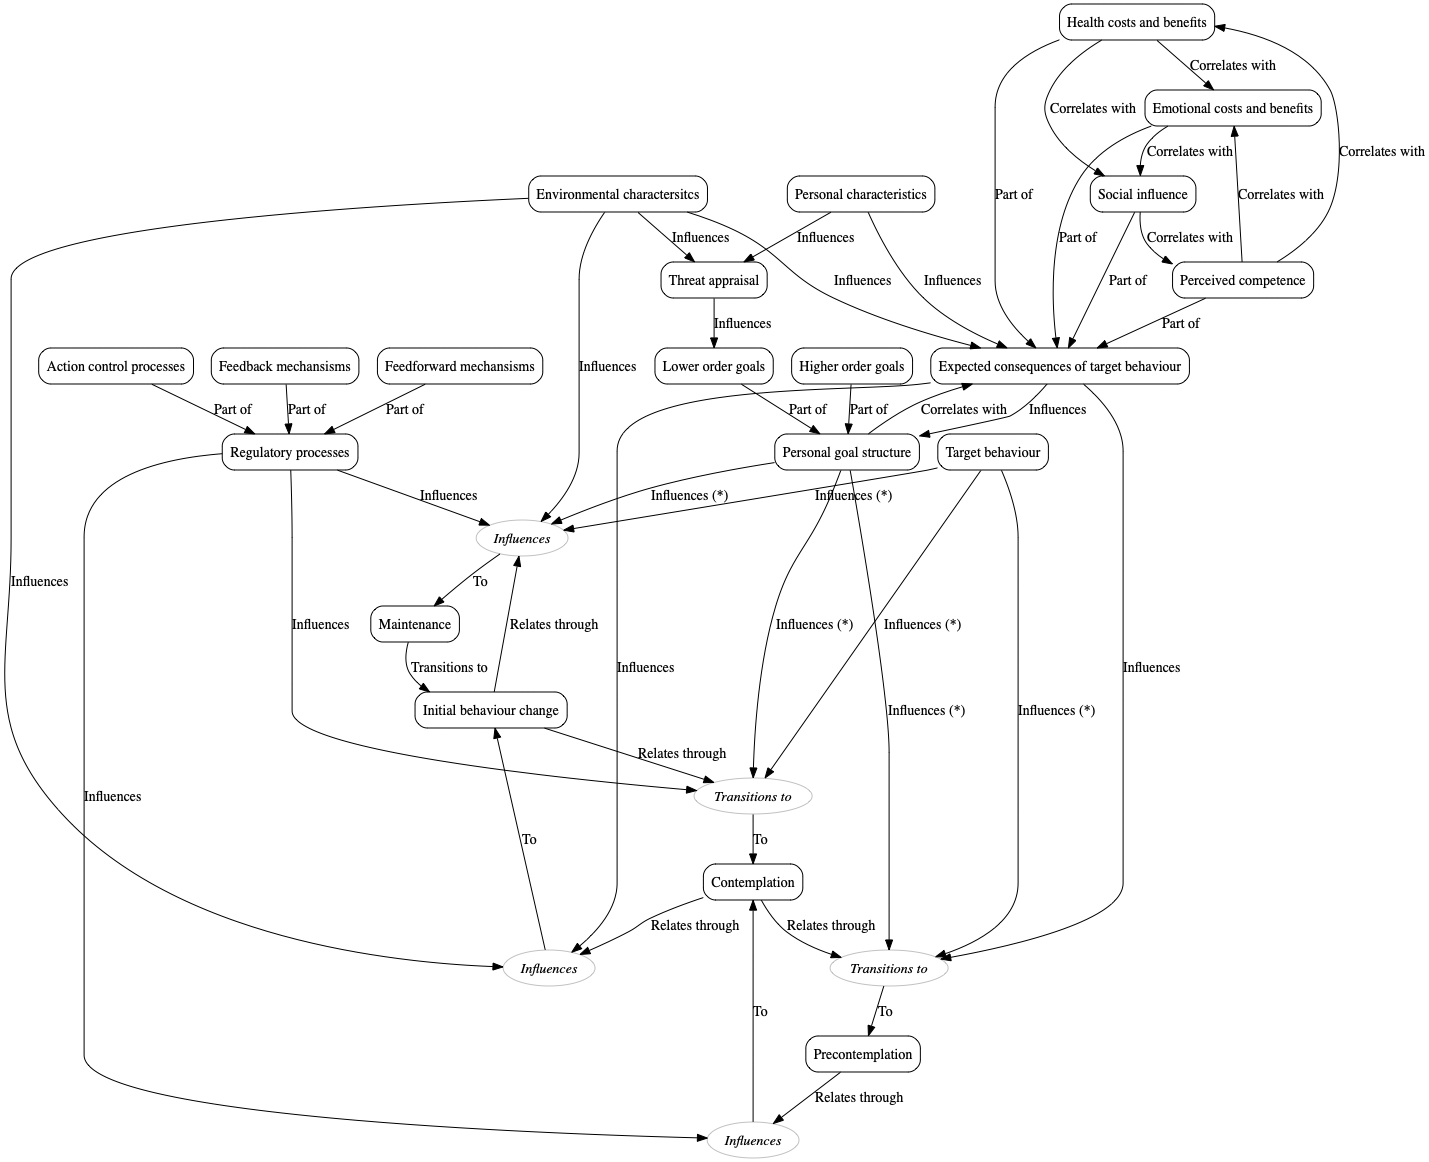 Health costs and benefits
Correlates with
Emotional costs and benefits
Correlates with
Correlates with
Correlates with
Environmental charactersitcs
Personal characteristics
Part of
Social influence
Correlates with
Influences
Influences
Part of
Correlates with
Threat appraisal
Influences
Influences
Part of
Perceived competence
Influences
Part of
Action control processes
Feedback mechansisms
Feedforward mechansisms
Influences
Lower order goals
Higher order goals
Expected consequences of target behaviour
Part of
Part of
Part of
Part of
Part of
Correlates with
Influences
Regulatory processes
Personal goal structure
Target behaviour
Influences
Influences (*)
Influences (*)
Influences
Influences
To
Maintenance
Influences
Relates through
Influences (*)
Influences (*)
Transitions to
Influences
Influences
Initial behaviour change
Influences (*)
Influences (*)
Relates through
Influences
Transitions to
To
To
Contemplation
Relates through
Relates through
Influences
Transitions to
To
To
Precontemplation
Relates through
Influences